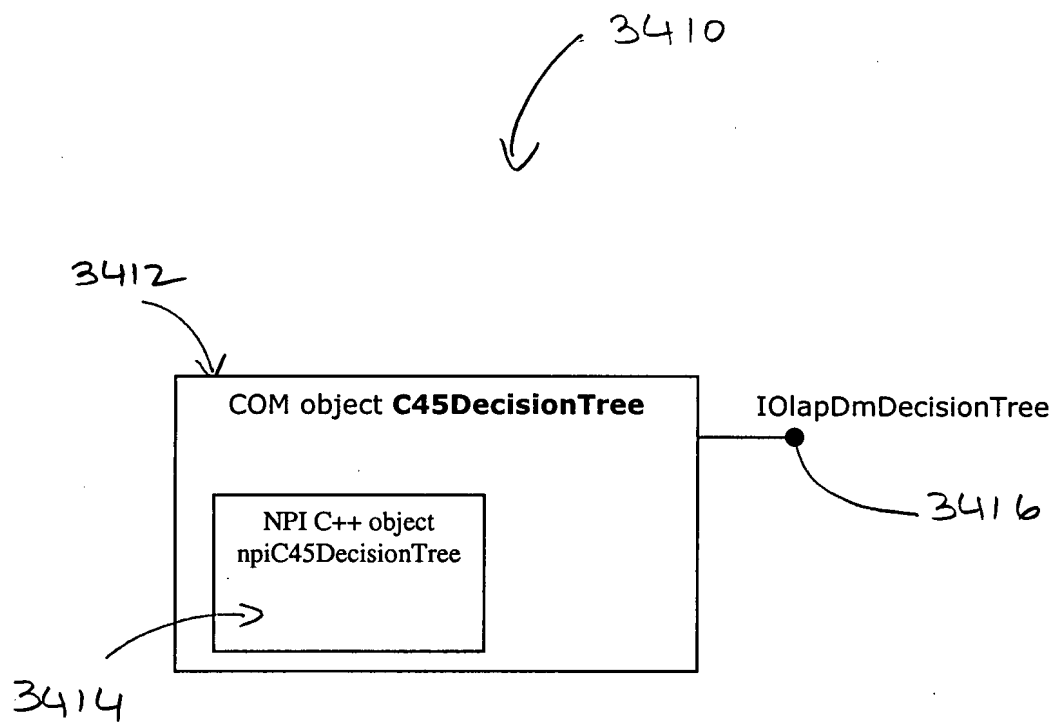 3410
3412
COM object C45DecisionTree
IOlapDmDecisionTree
3416
NPI C++ object
npiC45DecisionTree
3414